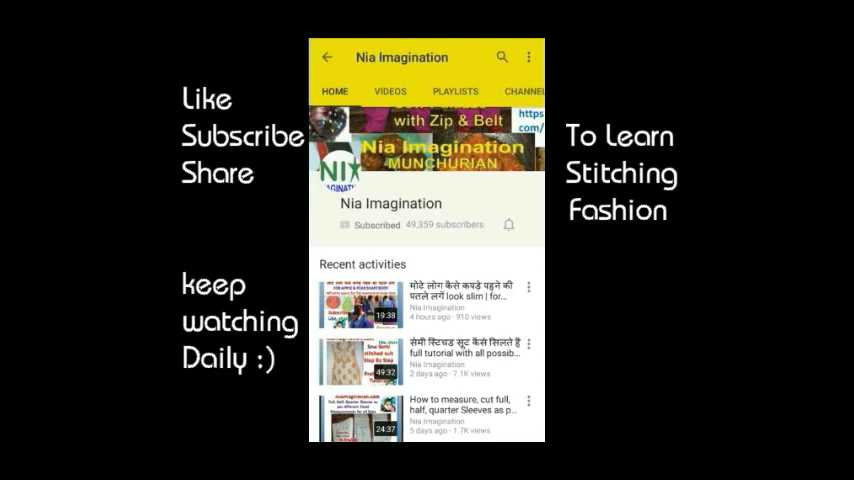 Like
Subscribe
Share
keep
watching
Daily :)
Nia Imagination
HOME VIDEOS PLAYLISTS CHANNEL
with Zip & Belt
https
com/
Nia Imagination
MUNCHURIAN
NI
Nia Imagination
Subscribed 49,359 subscribers
Recent activities
19:38
मोटे लोग कैसे कपड़े पहने की
पतले लगें look slim | for...
Nia Imagination
4 hours ago · 910 views
49:32
सेमी स्टिचड सूट कैसे सिलते है
full tutorial with all possib...
Nia Imagination
2 days ago · 7.1K views
24:37
How to measure, cut full,
half, quarter Sleeves as p...
Nia Imagination
5 days ago · 1.7K views
To Learn
Stitching
Fashion